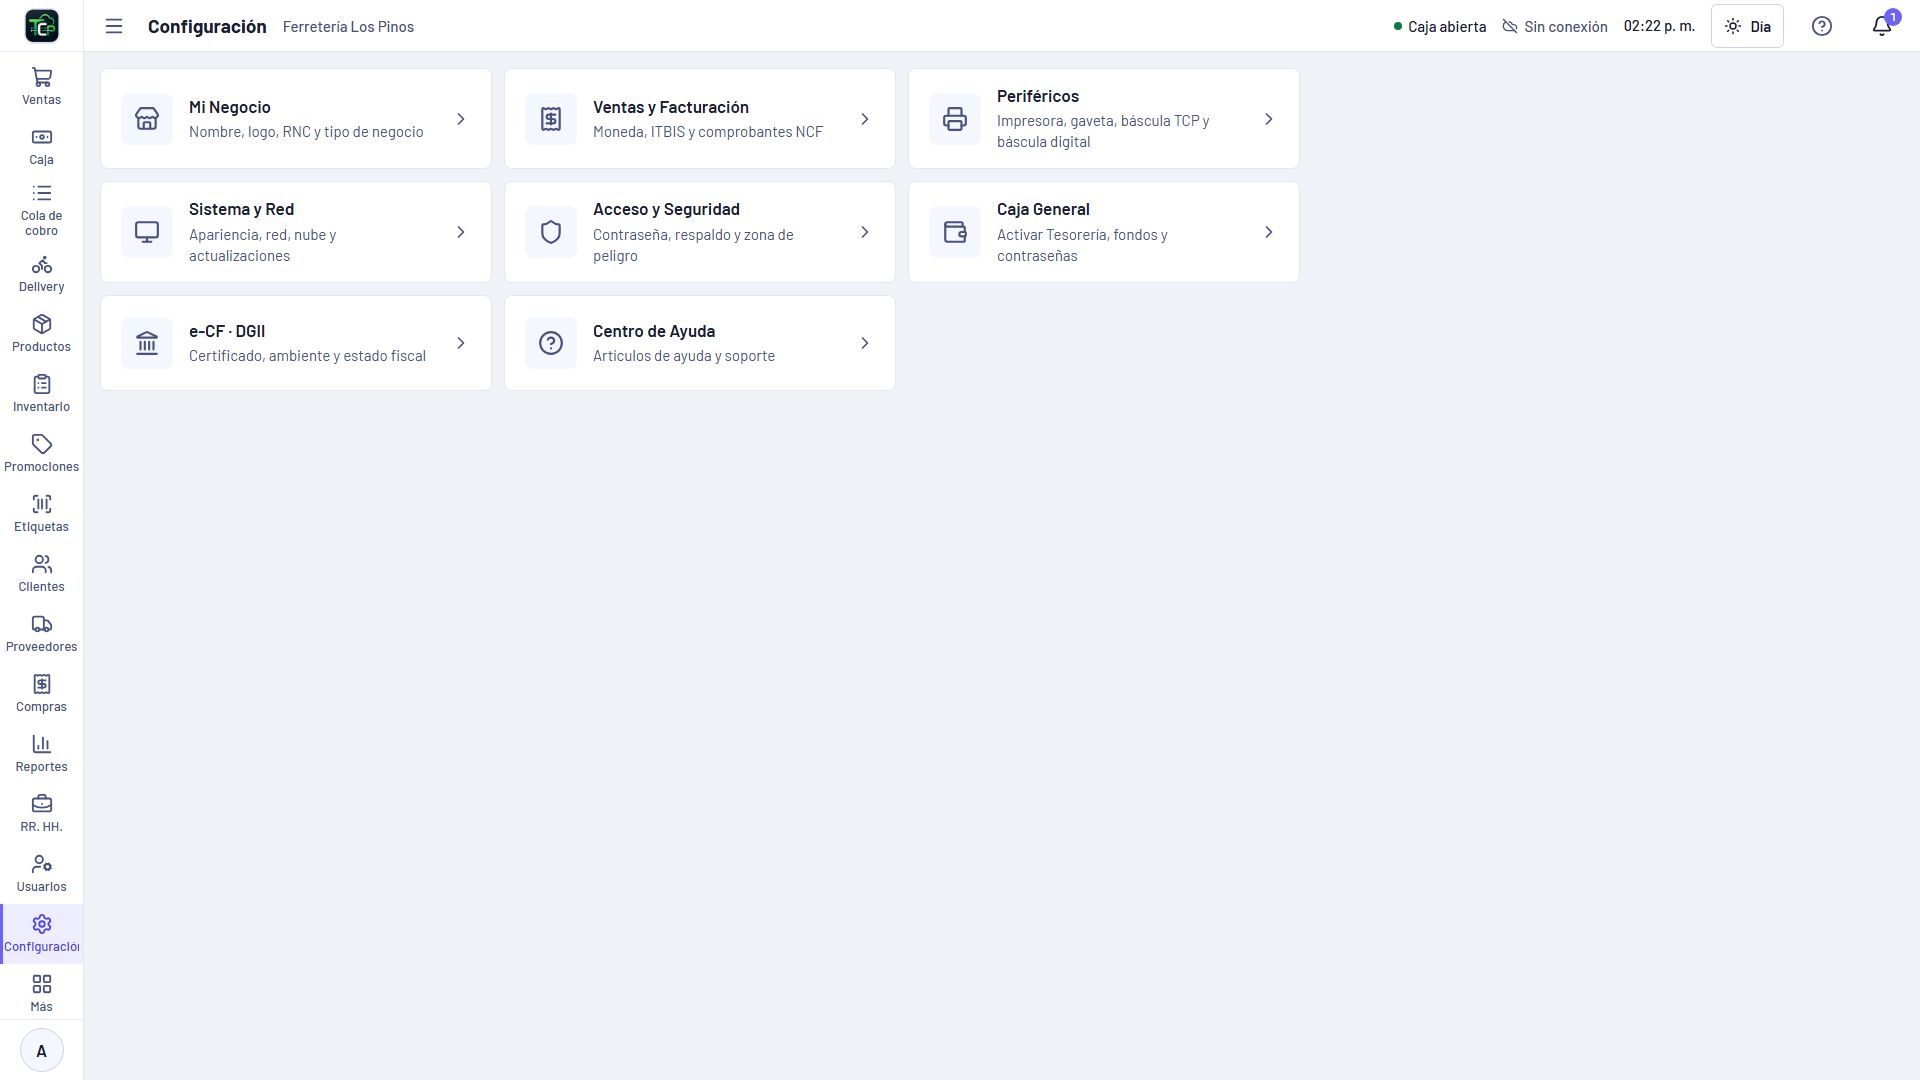 TCP
Configuración
Ferretería Los Pinos
Caja abierta
Sin conexión
02:22 p. m.
Día
1
Ventas
Caja
Cola de
cobro
Delivery
Productos
Inventario
Promociones
Etiquetas
Clientes
Proveedores
Compras
Reportes
RR. HH.
Usuarios
Configuración
Más
A
Mi Negocio
Nombre, logo, RNC y tipo de negocio
Ventas y Facturación
Moneda, ITBIS y comprobantes NCF
Periféricos
Impresora, gaveta, báscula TCP y
báscula digital
Sistema y Red
Apariencia, red, nube y
actualizaciones
Acceso y Seguridad
Contraseña, respaldo y zona de
peligro
Caja General
Activar Tesorería, fondos y
contraseñas
e-CF · DGII
Certificado, ambiente y estado fiscal
Centro de Ayuda
Artículos de ayuda y soporte